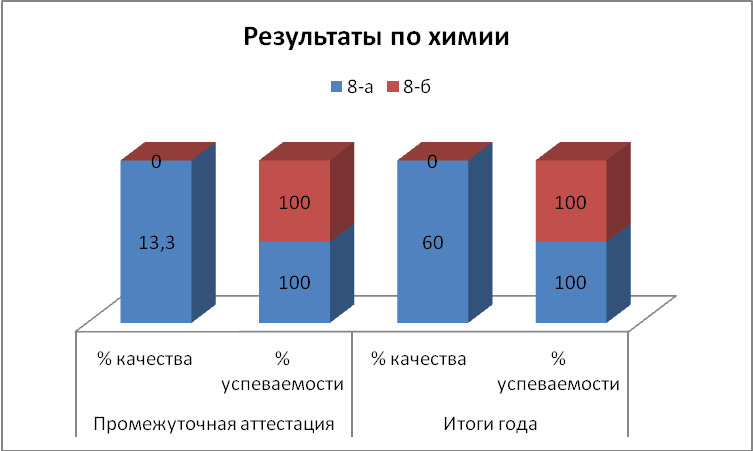 Результаты по химии
8-а 8-б
0 0
100 100
13,3 60
100 100
% качества % % качества %
успеваемости успеваемости
Промежуточная аттестация Итоги года